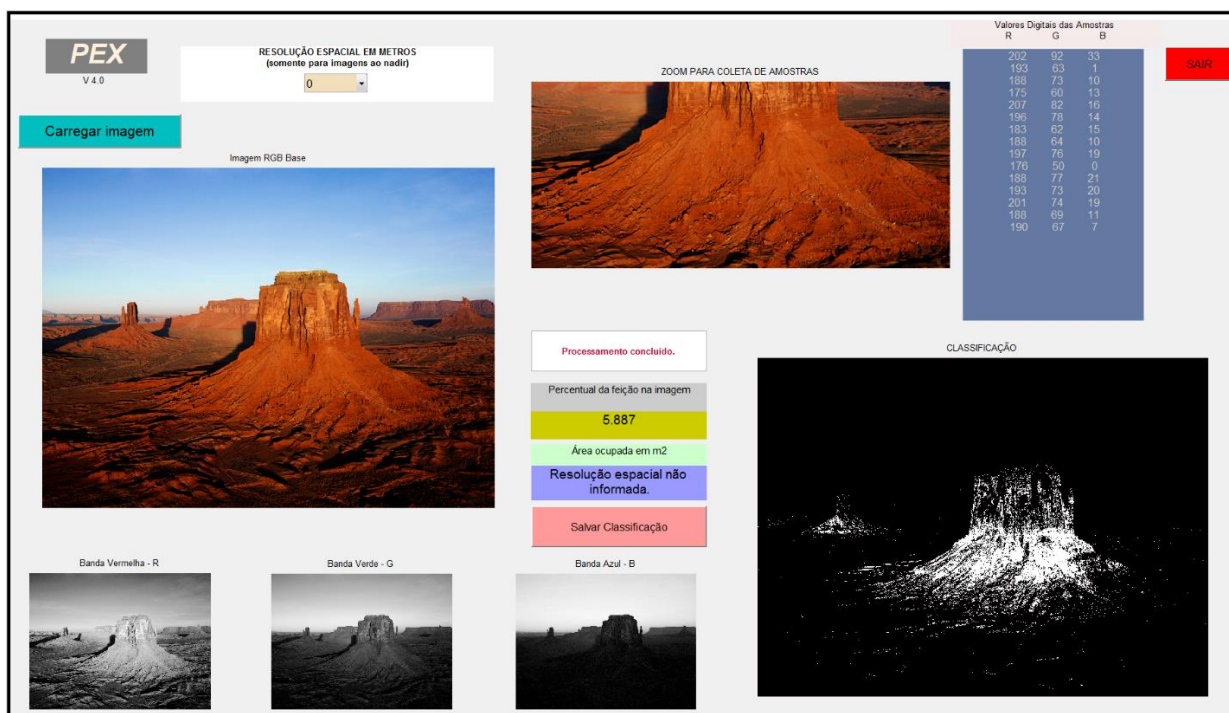 PEX
V 4.0
RESOLUÇÃO ESPACIAL EM METROS
(somente para imagens ao nadir)
0
Carregar imagem
Imagem RGB Base
ZOOM PARA COLETA DE AMOSTRAS
Valores Digitais das Amostras
R G B
202 92 33
193 63 1
188 73 10
175 60 13
207 82 16
196 78 14
183 62 15
188 64 10
197 76 19
176 50 0
188 77 21
193 73 20
201 74 19
188 69 11
190 67 7
SAIR
Processamento concluído.
Percentual da feição na imagem
5.887
Área ocupada em m2
Resolução espacial não
informada.
Salvar Classificação
CLASSIFICAÇÃO
Banda Vermelha - R
Banda Verde - G
Banda Azul - B